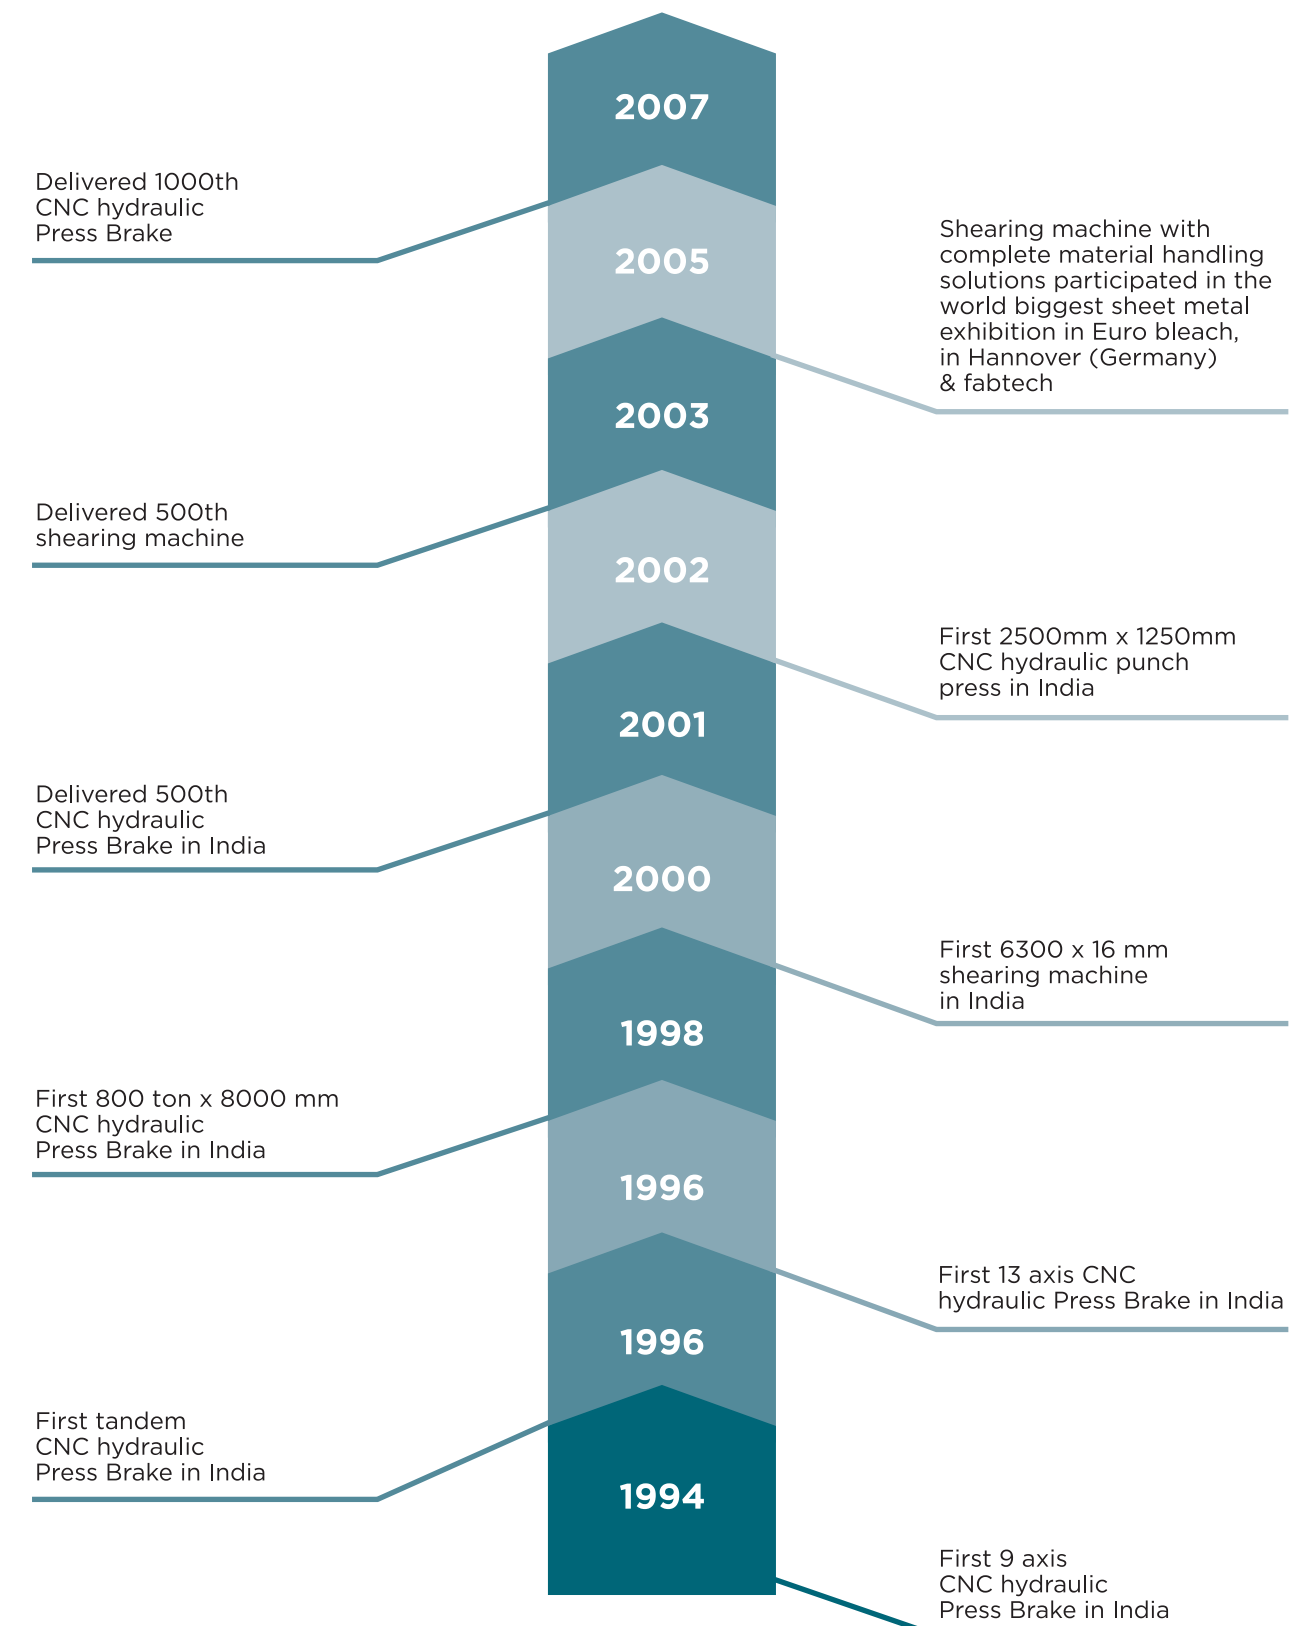 2007
Delivered 1000th
CNC hydraulic
Press Brake
2005
Shearing machine with
complete material handling
solutions participated in the
world biggest sheet metal
exhibition in Euro bleach,
in Hannover (Germany)
& fabtech
2003
Delivered 500th
shearing machine
2002
First 2500mm x 1250mm
CNC hydraulic punch
press in India
2001
Delivered 500th
CNC hydraulic
Press Brake in India
2000
First 6300 x 16 mm
shearing machine
in India
1998
First 800 ton x 8000 mm
CNC hydraulic
Press Brake in India
1996
First 13 axis CNC
hydraulic Press Brake in India
1996
First tandem
CNC hydraulic
Press Brake in India
1994
First 9 axis
CNC hydraulic
Press Brake in India